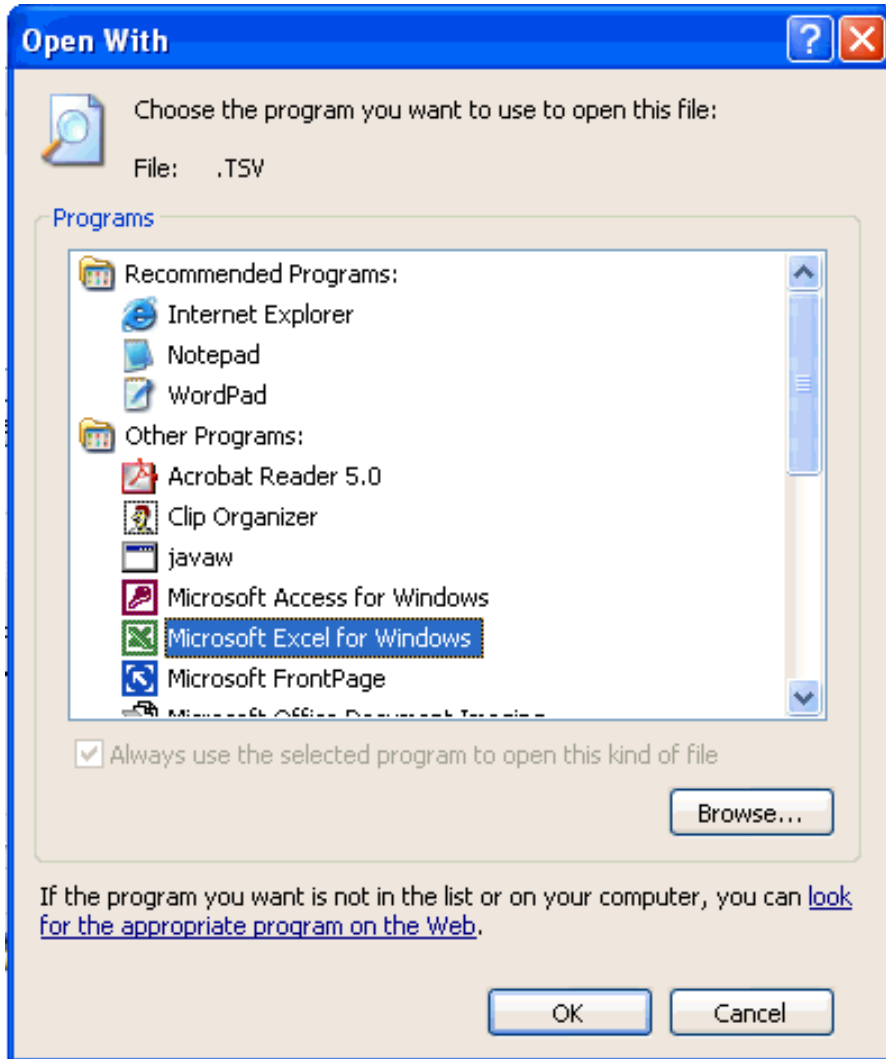 Open With
Choose the program you want to use to open this file:
File: .TSV
Programs
Recommended Programs:
Internet Explorer
Notepad
WordPad
Other Programs:
Acrobat Reader 5.0
Clip Organizer
javaw
Microsoft Access for Windows
Microsoft Excel for Windows
Microsoft FrontPage
Microsoft Office Document Imaging
Always use the selected program to open this kind of file
Browse...
If the program you want is not in the list or on your computer, you can look
for the appropriate program on the Web.
OK
Cancel